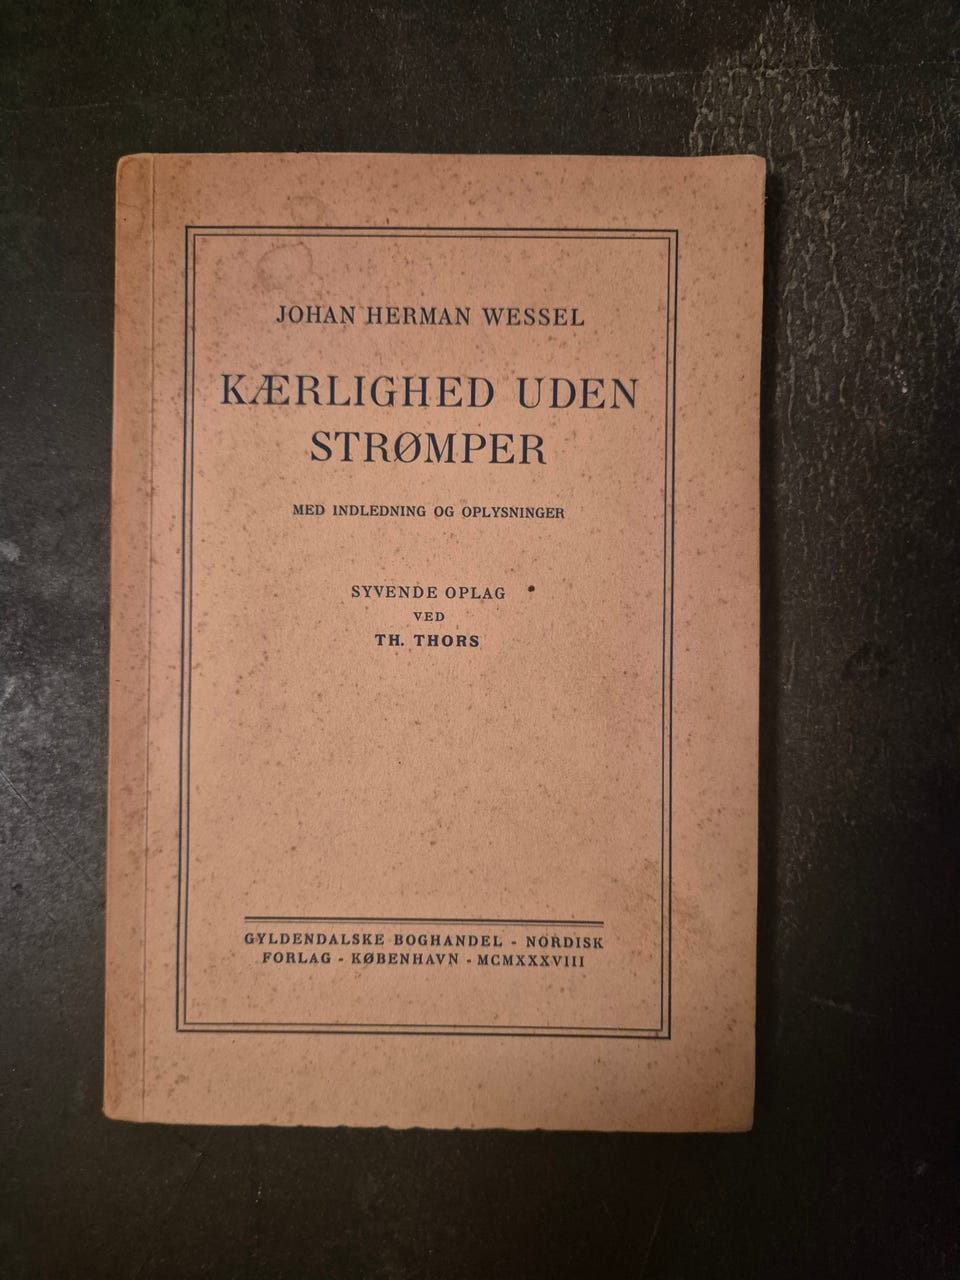 JOHAN HERMAN WESSEL
KÆRLIGHED UDEN
STRØMPER
MED INDLEDNING OG OPLYSNINGER
SYVENDE OPLAG
VED
TH. THORS
GYLDENDALSKE BOGHANDEL - NORDISK
FORLAG - KØBENHAVN - MCMXXXVIII